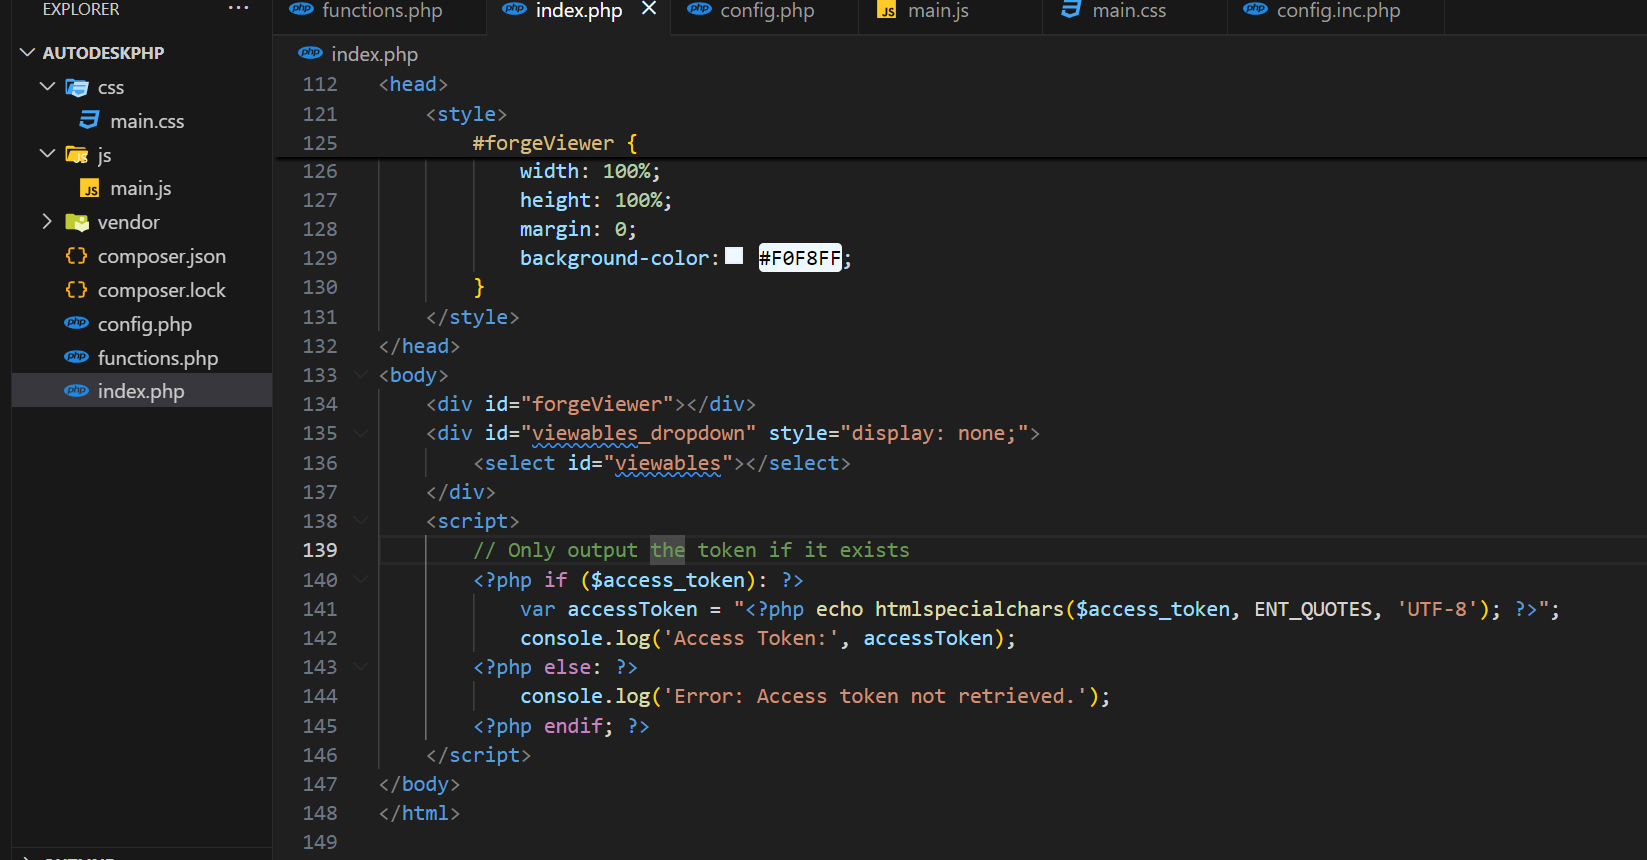 EXPLORER ...
functions.php index.php config.php JS main.js main.css config.inc.php
AUTODESKPHP
css
main.css
js
JS main.js
vendor
composer.json
composer.lock
config.php
functions.php
index.php
index.php
112 <head>
121 <style>
125 #forgeViewer {
126 width: 100%;
127 height: 100%;
128 margin: 0;
129 background-color: #F0F8FF;
130 }
131 </style>
132 </head>
133 <body>
134 <div id="forgeViewer"></div>
135 <div id="viewables_dropdown" style="display: none;">
136 <select id="viewables"></select>
137 </div>
138 <script>
139 // Only output the token if it exists
140 <?php if ($access_token): ?>
141 var accessToken = "<?php echo htmlspecialchars($access_token, ENT_QUOTES, 'UTF-8'); ?>";
142 console.log('Access Token:', accessToken);
143 <?php else: ?>
144 console.log('Error: Access token not retrieved.');
145 <?php endif; ?>
146 </script>
147 </body>
148 </html>
149